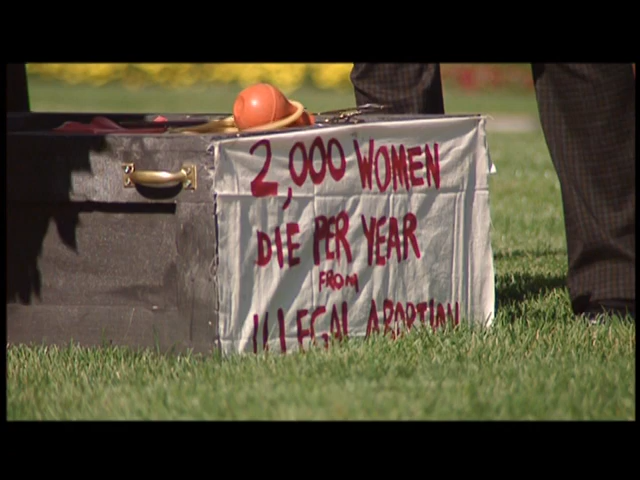 2,000 WOMEN
DIE PER YEAR
FROM
ILLEGAL ABORTION